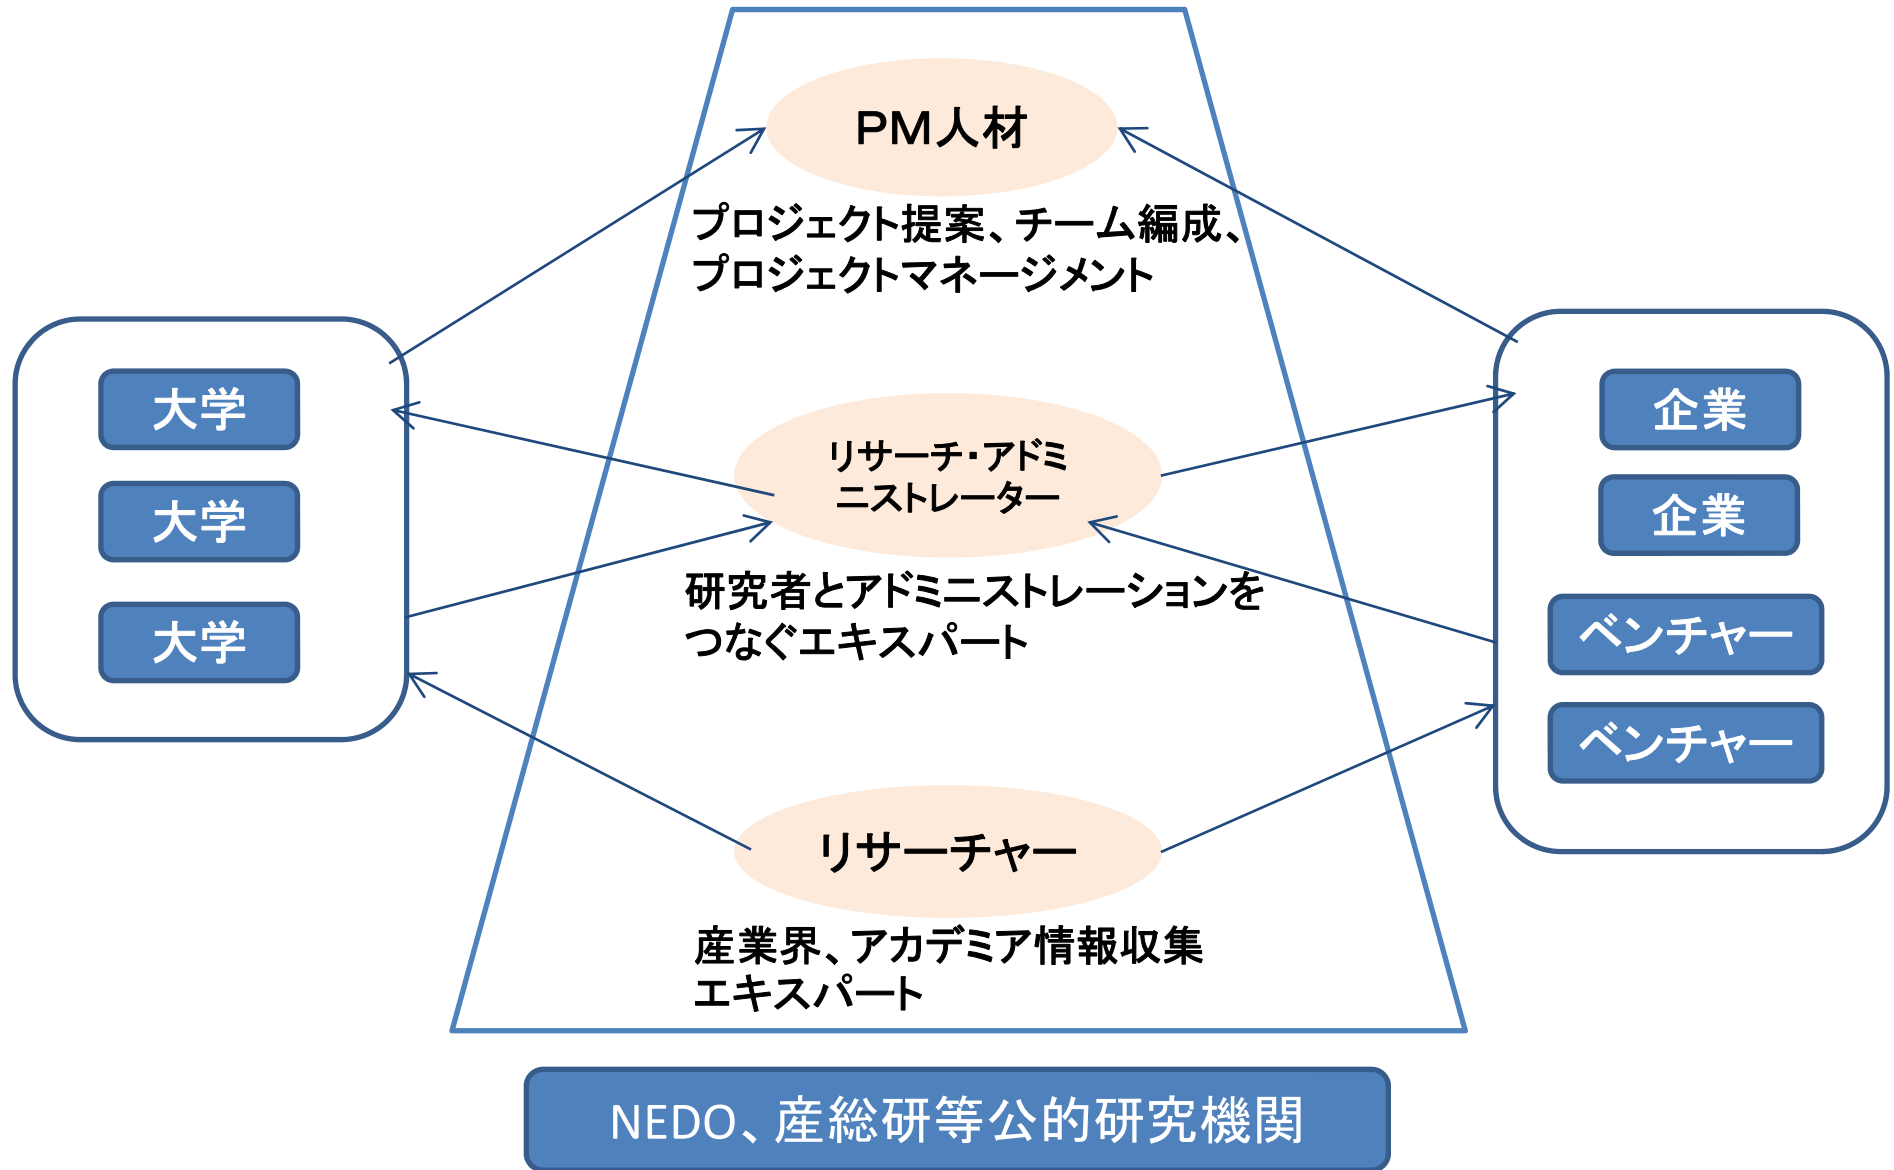 PM人材
プロジェクト提案、チーム編成、
プロジェクトマネージメント
大学
大学
大学
リサーチ・アドミ
ニストレーター
研究者とアドミニストレーションを
つなぐエキスパート
企業
企業
ベンチャー
ベンチャー
リサーチャー
産業界、アカデミア情報収集
エキスパート
NEDO、産総研等公的研究機関